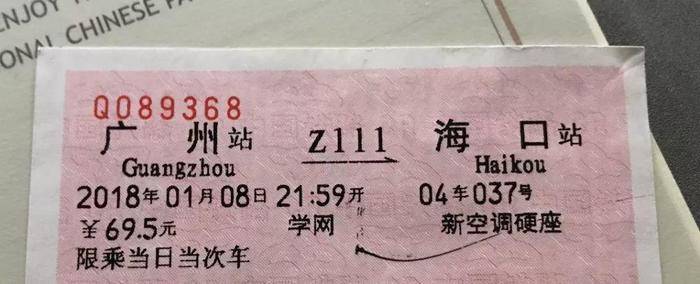 ENJOY
ONAL CHINESE
Q089368
广州站 Z111 海口站
Guangzhou Haikou
2018年01月08日 21:59开 04车037号
￥69.5元 学网 新空调硬座
限乘当日当次车